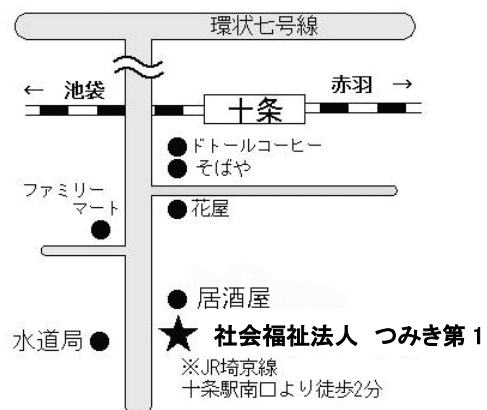 環状七号線
← 池袋
赤羽 →
十条
ドトールコーヒー
そばや
ファミリー
マート
花屋
居酒屋
水道局
社会福祉法人 つみき第1
※JR埼京線
十条駅南口より徒歩2分